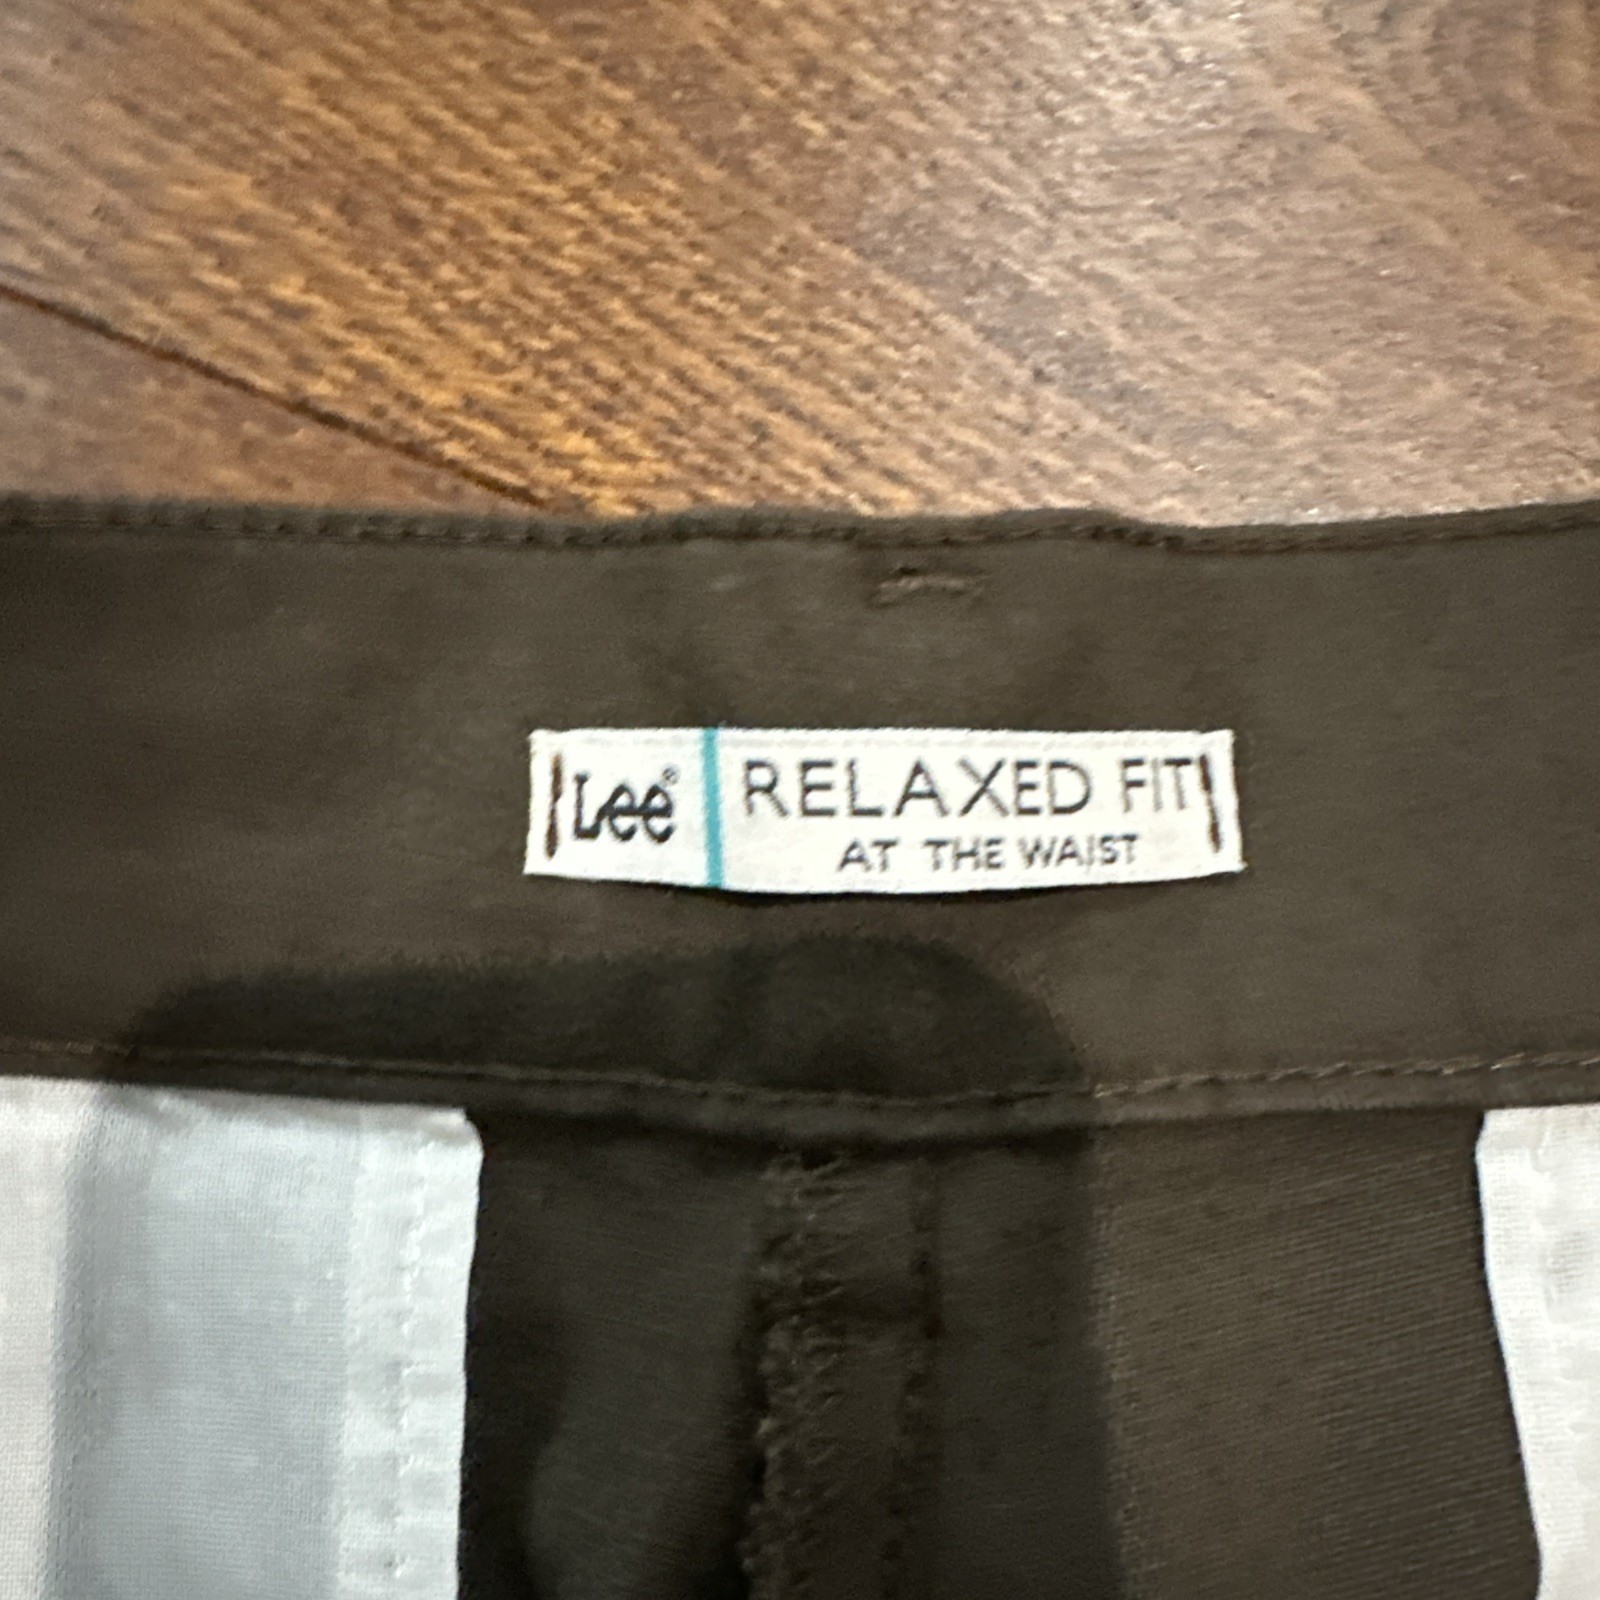 Lee® RELAXED FIT
AT THE WAIST